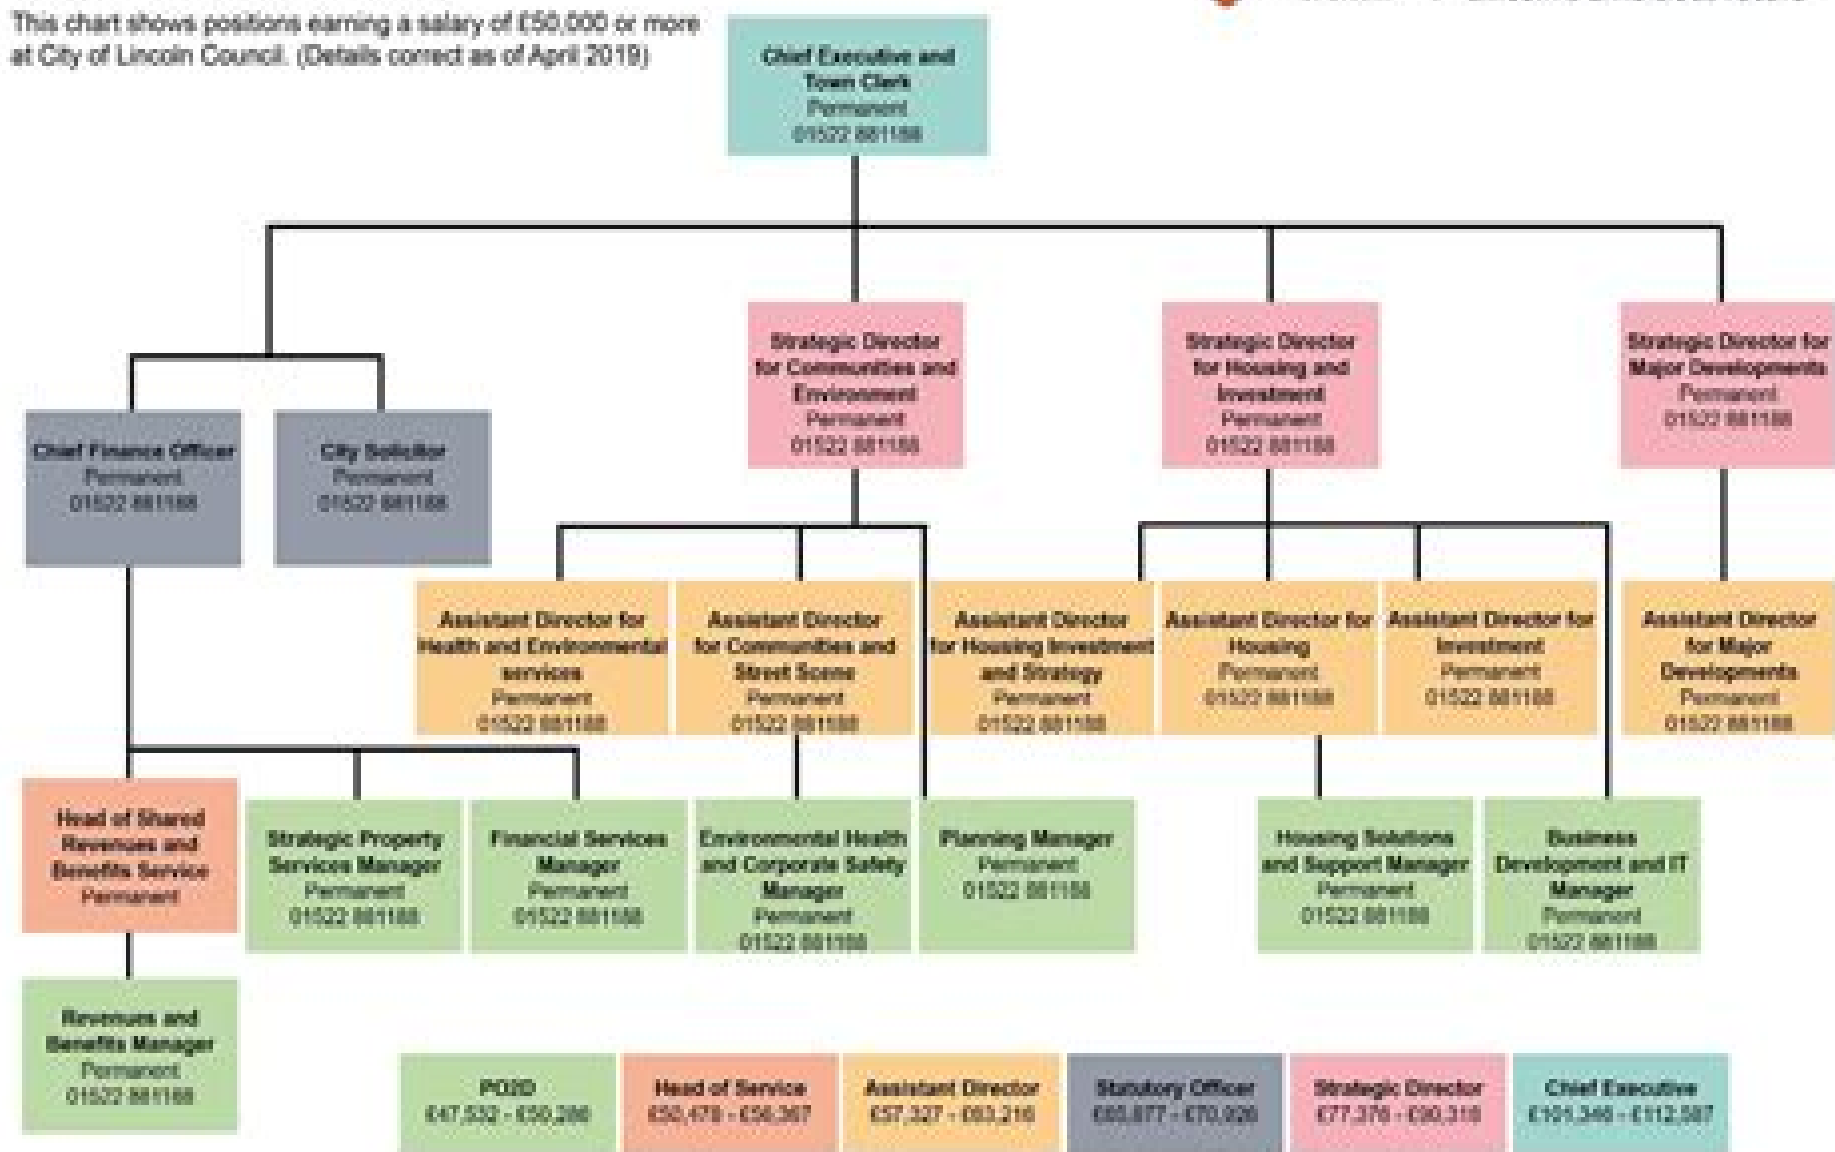 This chart shows positions earning a salary of £50,000 or more
at City of Lincoln Council. (Details correct as of April 2019)
Chief Executive and
Town Clerk
Permanent
01522 881188
Strategic Director
for Communities and
Environment
Permanent
01522 881188
Strategic Director
for Housing and
Investment
Permanent
01522 881188
Strategic Director for
Major Developments
Permanent
01522 881188
Chief Finance Officer
Permanent
01522 881188
City Solicitor
Permanent
01522 881188
Assistant Director for
Health and Environmental
services
Permanent
01522 881188
Assistant Director
for Communities and
Street Scene
Permanent
01522 881188
Assistant Director
for Housing Investment
and Strategy
Permanent
01522 881188
Assistant Director for
Housing
Permanent
01522 881188
Assistant Director for
Investment
Permanent
01522 881188
Assistant Director
for Major
Developments
Permanent
01522 881188
Head of Shared
Revenues and
Benefits Service
Permanent
Strategic Property
Services Manager
Permanent
01522 881188
Financial Services
Manager
Permanent
01522 881188
Environmental Health
and Corporate Safety
Manager
Permanent
01522 881188
Planning Manager
Permanent
01522 881188
Housing Solutions
and Support Manager
Permanent
01522 881188
Business
Development and IT
Manager
Permanent
01522 881188
Revenues and
Benefits Manager
Permanent
01522 881188
PO2D
Head of Service
Assistant Director
Statutory Officer
Strategic Director
Chief Executive